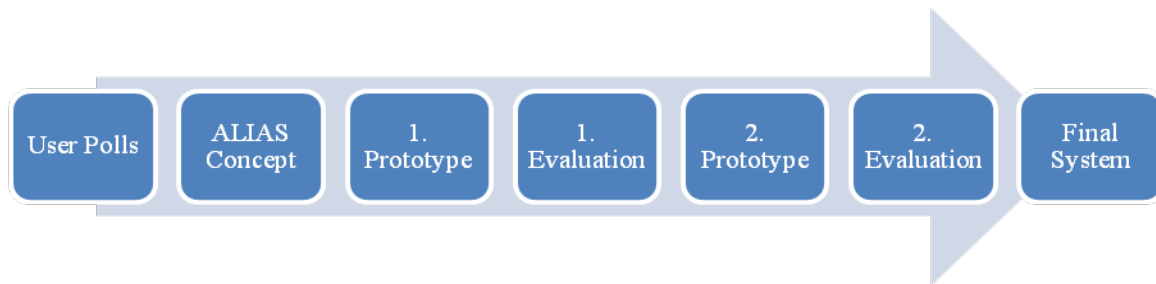 User Polls
ALIAS
Concept
1.
Prototype
1.
Evaluation
2.
Prototype
2.
Evaluation
Final
System